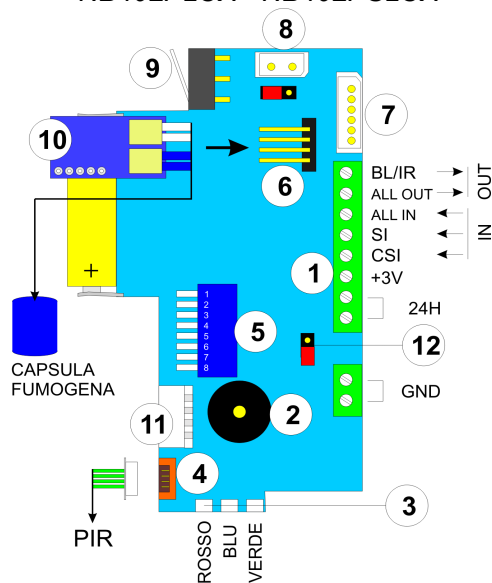 8
9
7
10
BL/IR
OUT
ALL OUT
6
ALL IN
IN
SI
CSI
1
+3V
+
1
2
3
4
5
6
7
8
5
24H
12
CAPSULA
FUMOGENA
GND
2
11
4
3
PIR
ROSSO
BLU
VERDE